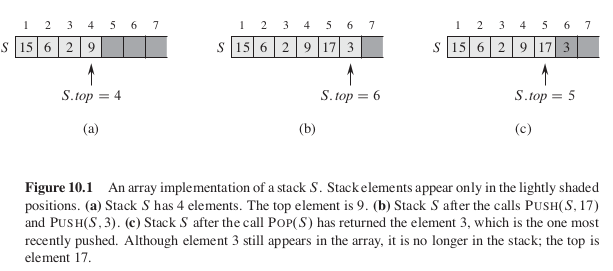 1 2 3 4 5 6 7
S 15 6 2 9
S.top = 4
(a)
1 2 3 4 5 6 7
S 15 6 2 9 17 3
S.top = 6
(b)
1 2 3 4 5 6 7
S 15 6 2 9 17 3
S.top = 5
(c)
Figure 10.1 An array implementation of a stack S. Stack elements appear only in the lightly shaded
positions. (a) Stack S has 4 elements. The top element is 9. (b) Stack S after the calls PUSH(S, 17)
and PUSH(S, 3). (c) Stack S after the call POP(S) has returned the element 3, which is the one most
recently pushed. Although element 3 still appears in the array, it is no longer in the stack; the top is
element 17.